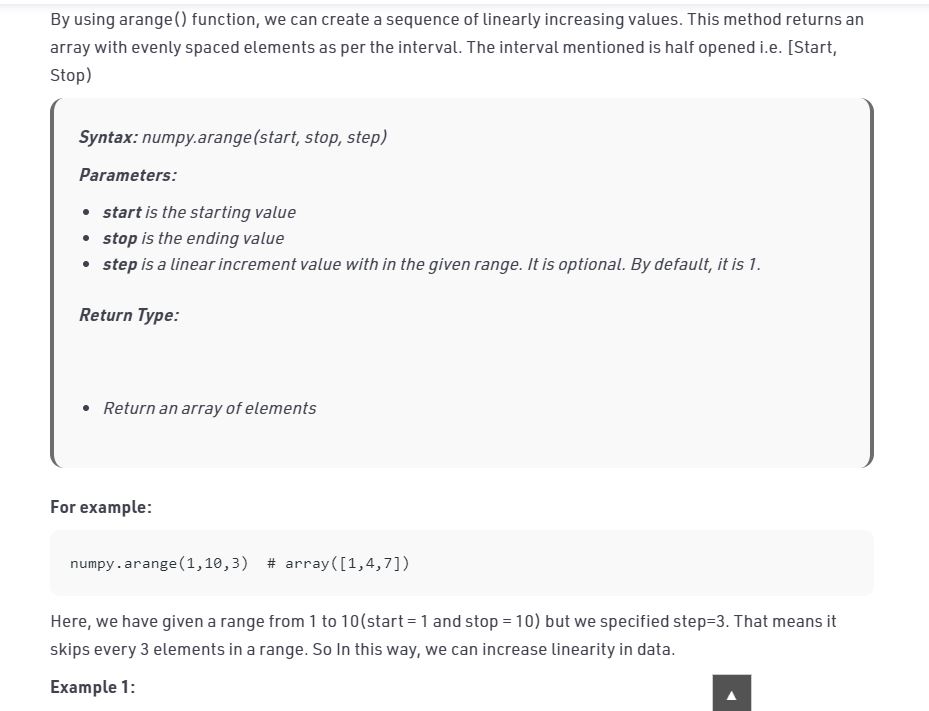 By using arange() function, we can create a sequence of linearly increasing values. This method returns an
array with evenly spaced elements as per the interval. The interval mentioned is half opened i.e. [Start,
Stop)
Syntax: numpy.arange(start, stop, step)
Parameters:
• start is the starting value
• stop is the ending value
• step is a linear increment value with in the given range. It is optional. By default, it is 1.
Return Type:
• Return an array of elements
For example:
numpy.arange(1,10,3)  # array([1,4,7])
Here, we have given a range from 1 to 10(start = 1 and stop = 10) but we specified step=3. That means it
skips every 3 elements in a range. So In this way, we can increase linearity in data.
Example 1: